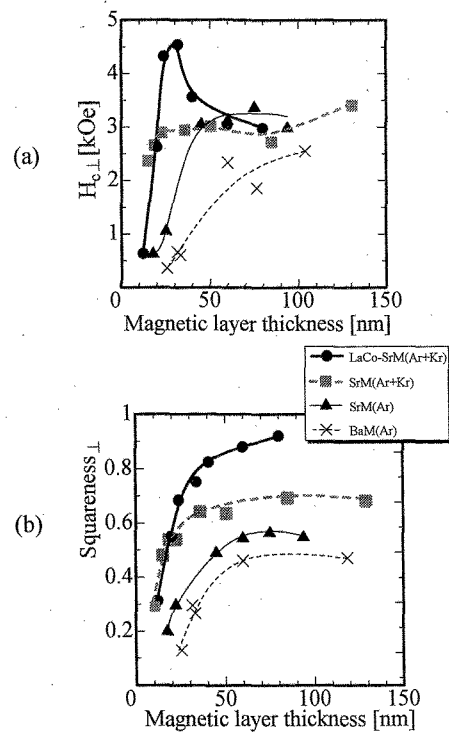 (a)
H_c⊥ [kOe]
5
4
3
2
1
0
50
100
150
Magnetic layer thickness [nm]
LaCo-SrM(Ar+Kr)
SrM(Ar+Kr)
SrM(Ar)
BaM(Ar)
(b)
Squareness⊥
1
0.8
0.6
0.4
0.2
0
50
100
150
Magnetic layer thickness [nm]